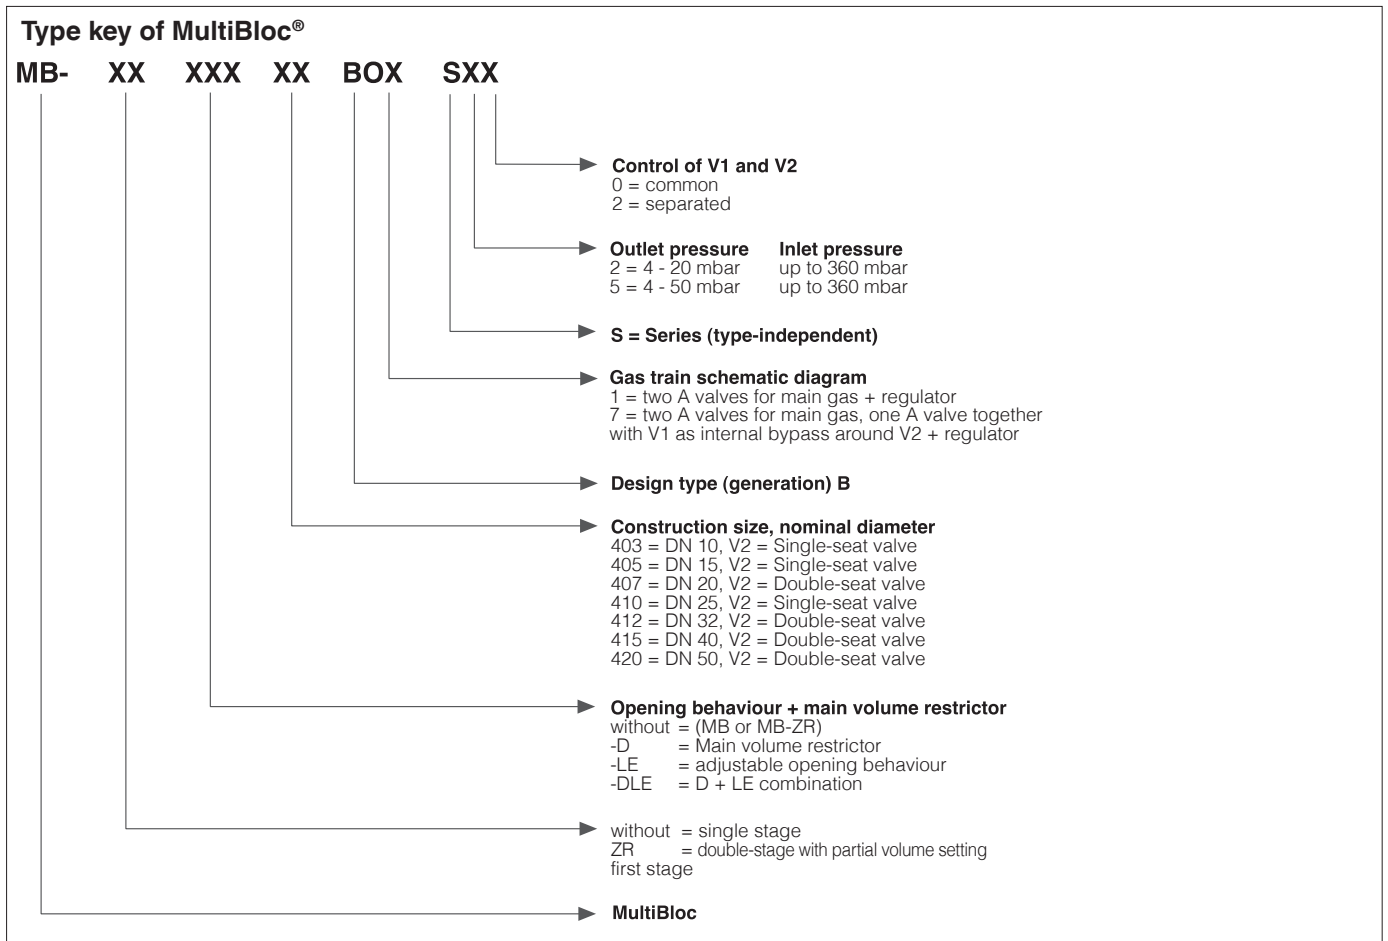 Type key of MultiBloc®
MB- XX XXX XX BOX SXX
Control of V1 and V2
0 = common
2 = separated
Outlet pressure Inlet pressure
2 = 4 - 20 mbar up to 360 mbar
5 = 4 - 50 mbar up to 360 mbar
S = Series (type-independent)
Gas train schematic diagram
1 = two A valves for main gas + regulator
7 = two A valves for main gas, one A valve together
with V1 as internal bypass around V2 + regulator
Design type (generation) B
Construction size, nominal diameter
403 = DN 10, V2 = Single-seat valve
405 = DN 15, V2 = Single-seat valve
407 = DN 20, V2 = Double-seat valve
410 = DN 25, V2 = Single-seat valve
412 = DN 32, V2 = Double-seat valve
415 = DN 40, V2 = Double-seat valve
420 = DN 50, V2 = Double-seat valve
Opening behaviour + main volume restrictor
without = (MB or MB-ZR)
-D = Main volume restrictor
-LE = adjustable opening behaviour
-DLE = D + LE combination
without = single stage
ZR = double-stage with partial volume setting
first stage
MultiBloc